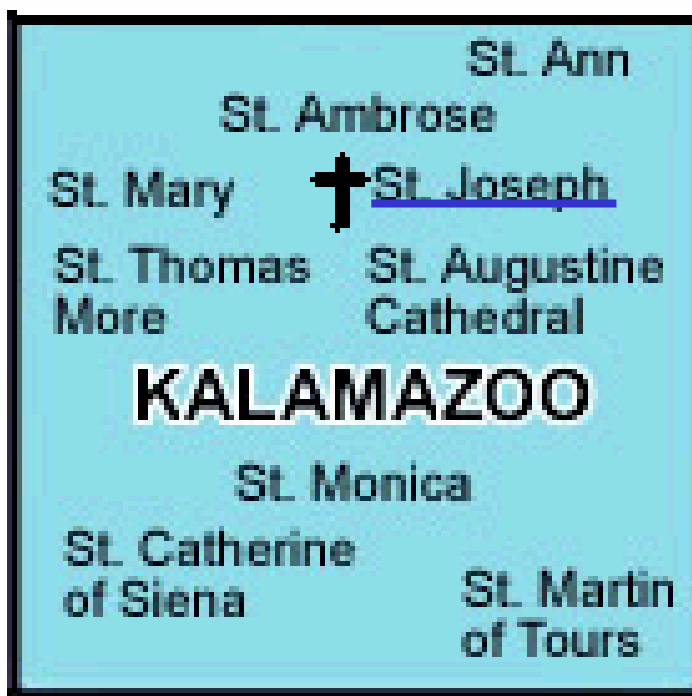 St. Ann
St. Ambrose
St. Mary
St. Joseph
St. Thomas
More
St. Augustine
Cathedral
KALAMAZOO
St. Monica
St. Catherine
of Siena
St. Martin
of Tours